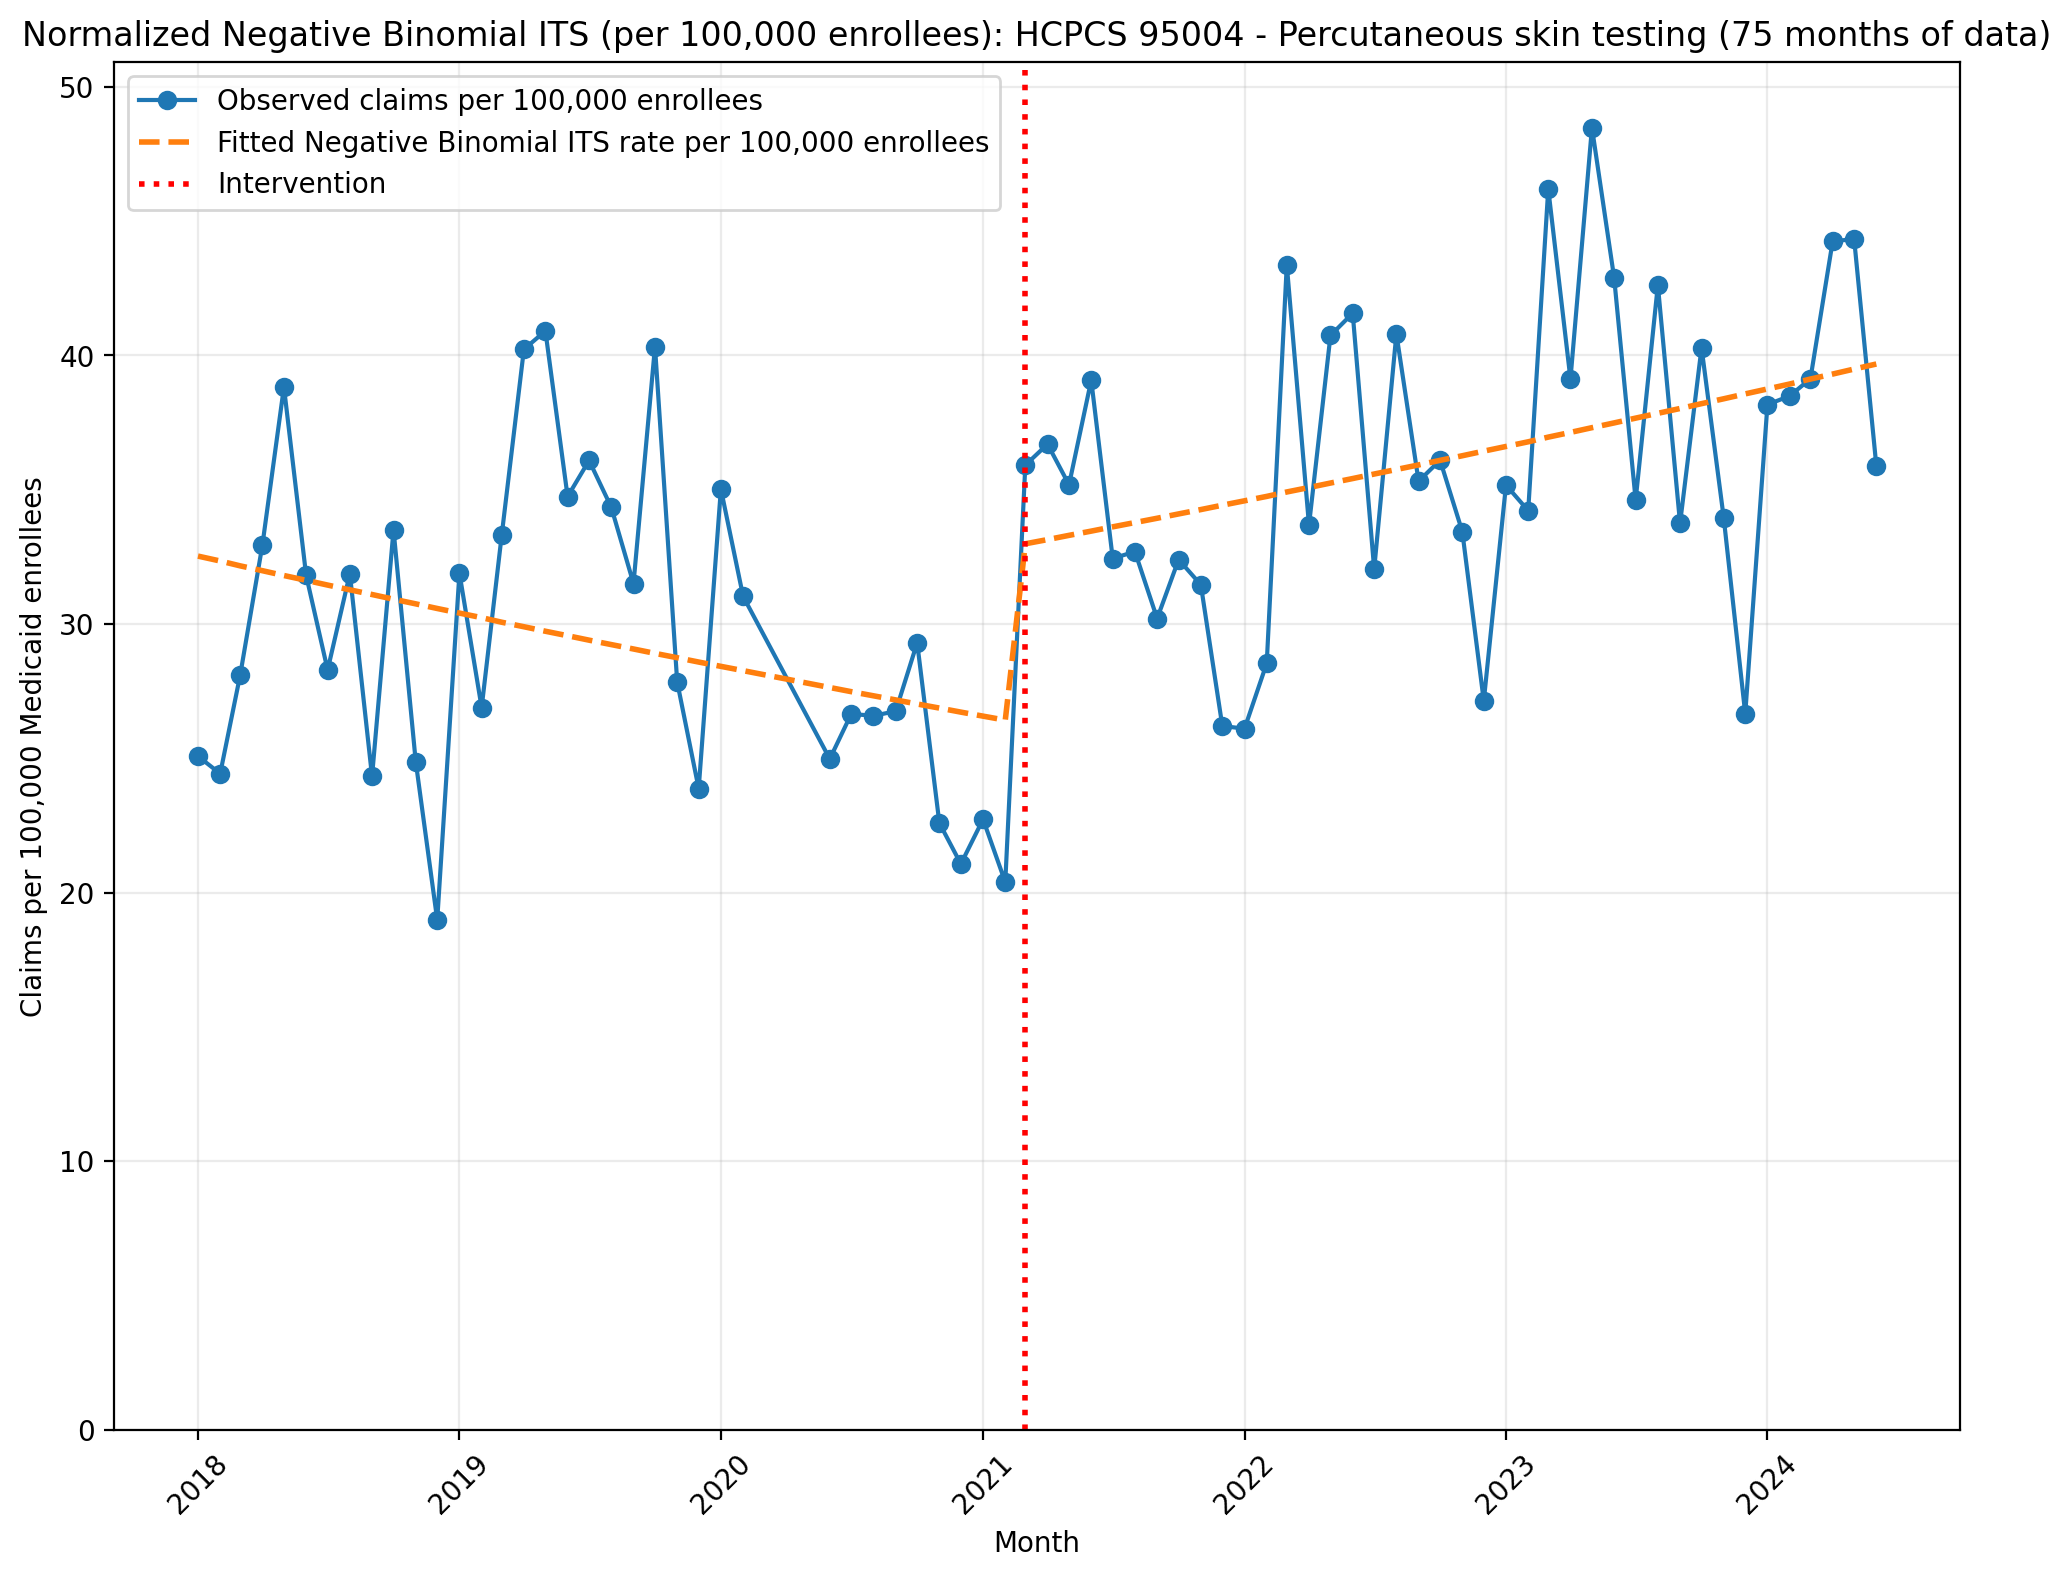 Normalized Negative Binomial ITS (per 100,000 enrollees): HCPCS 95004 - Percutaneous skin testing (75 months of data)
Observed claims per 100,000 enrollees
Fitted Negative Binomial ITS rate per 100,000 enrollees
Intervention
Claims per 100,000 Medicaid enrollees
50
40
30
20
10
0
2018
2019
2020
2021
2022
2023
2024
Month